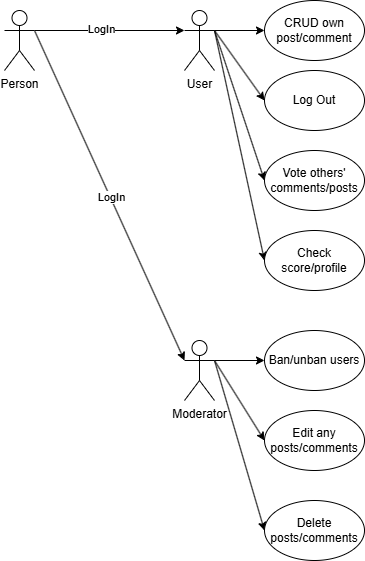 LogIn
CRUD own
post/comment
Person
User
Log Out
Vote others'
comments/posts
LogIn
Check
score/profile
Ban/unban users
Moderator
Edit any
posts/comments
Delete
posts/comments